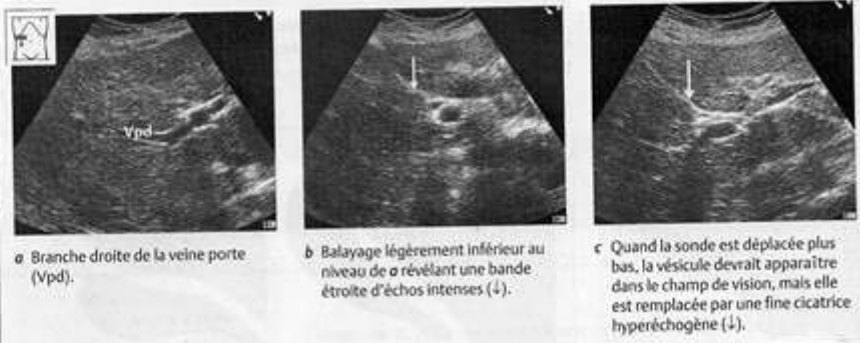 Vpd
a Branche droite de la veine porte
(Vpd).
b Balayage légèrement inférieur au
niveau de a révélant une bande
étroite d'échos intenses (↓).
c Quand la sonde est déplacée plus
bas, la vésicule devrait apparaître
dans le champ de vision, mais elle
est remplacée par une fine cicatrice
hyperéchogène (↓).